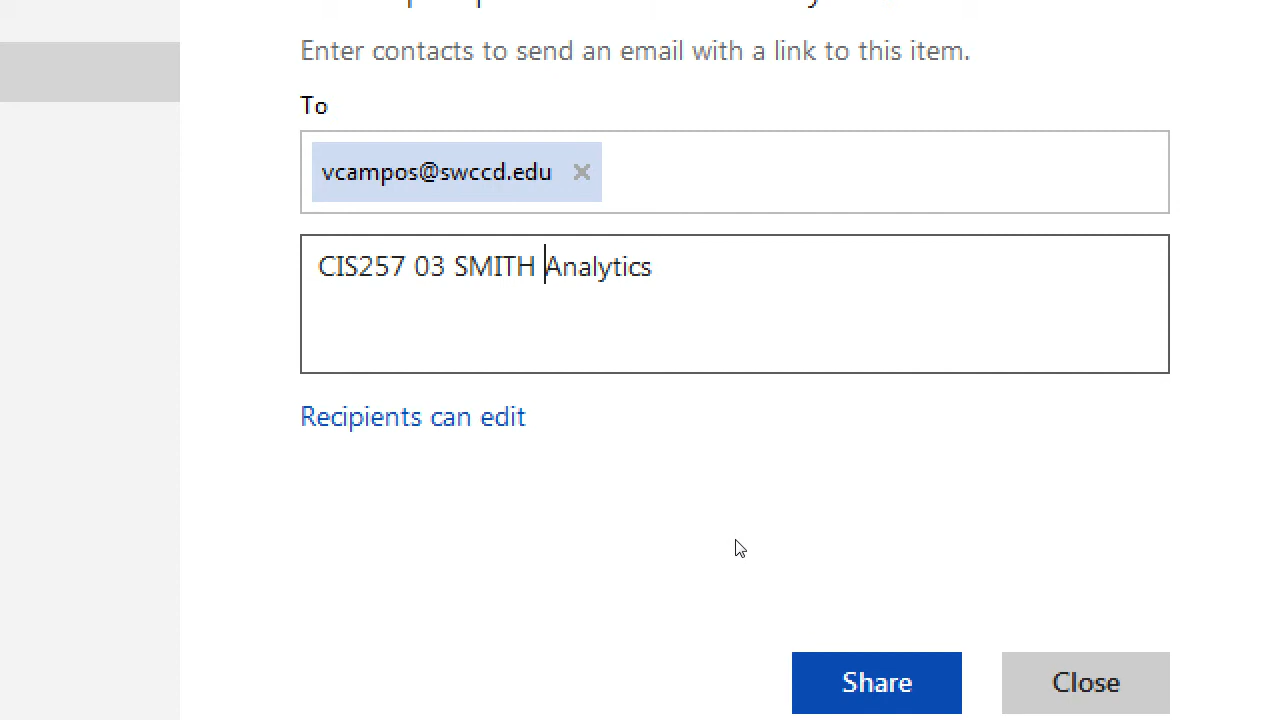 Enter contacts to send an email with a link to this item.
To
vcampos@swccd.edu
CIS257 03 SMITH Analytics
Recipients can edit
Share
Close